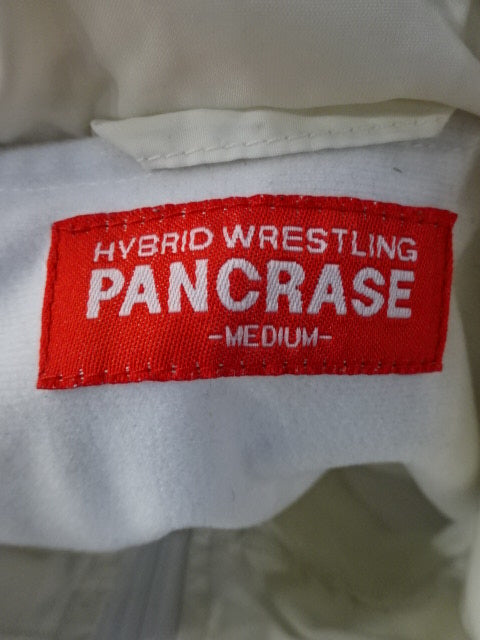 HYBRID WRESTLING
PANCRASE
-MEDIUM-